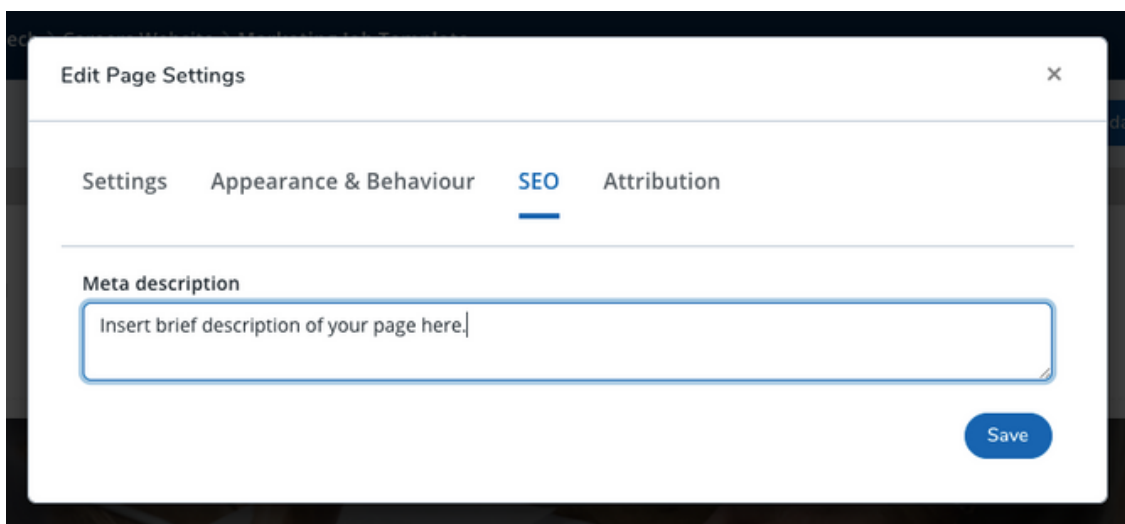 Edit Page Settings ×
Settings Appearance & Behaviour SEO Attribution
Meta description
Insert brief description of your page here.
Save